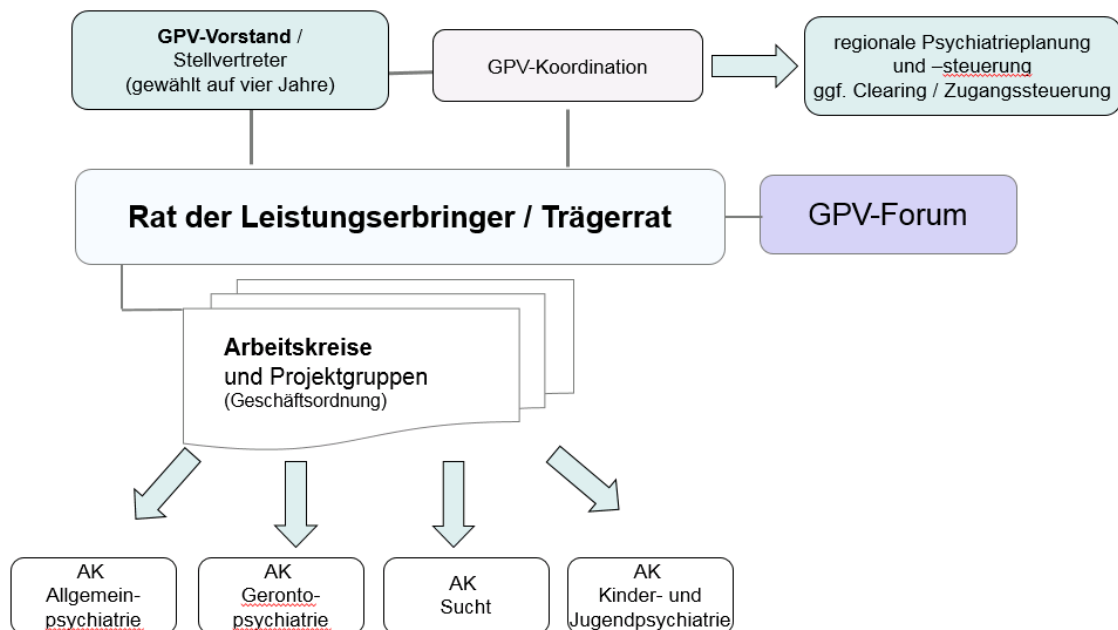 GPV-Vorstand /
Stellvertreter
(gewählt auf vier Jahre)
GPV-Koordination
regionale Psychiatrieplanung
und –steuerung
ggf. Clearing / Zugangssteuerung
Rat der Leistungserbringer / Trägerrat
GPV-Forum
Arbeitskreise
und Projektgruppen
(Geschäftsordnung)
AK
Allgemein-
psychiatrie
AK
Geronto-
psychiatrie
AK
Sucht
AK
Kinder- und
Jugendpsychiatrie